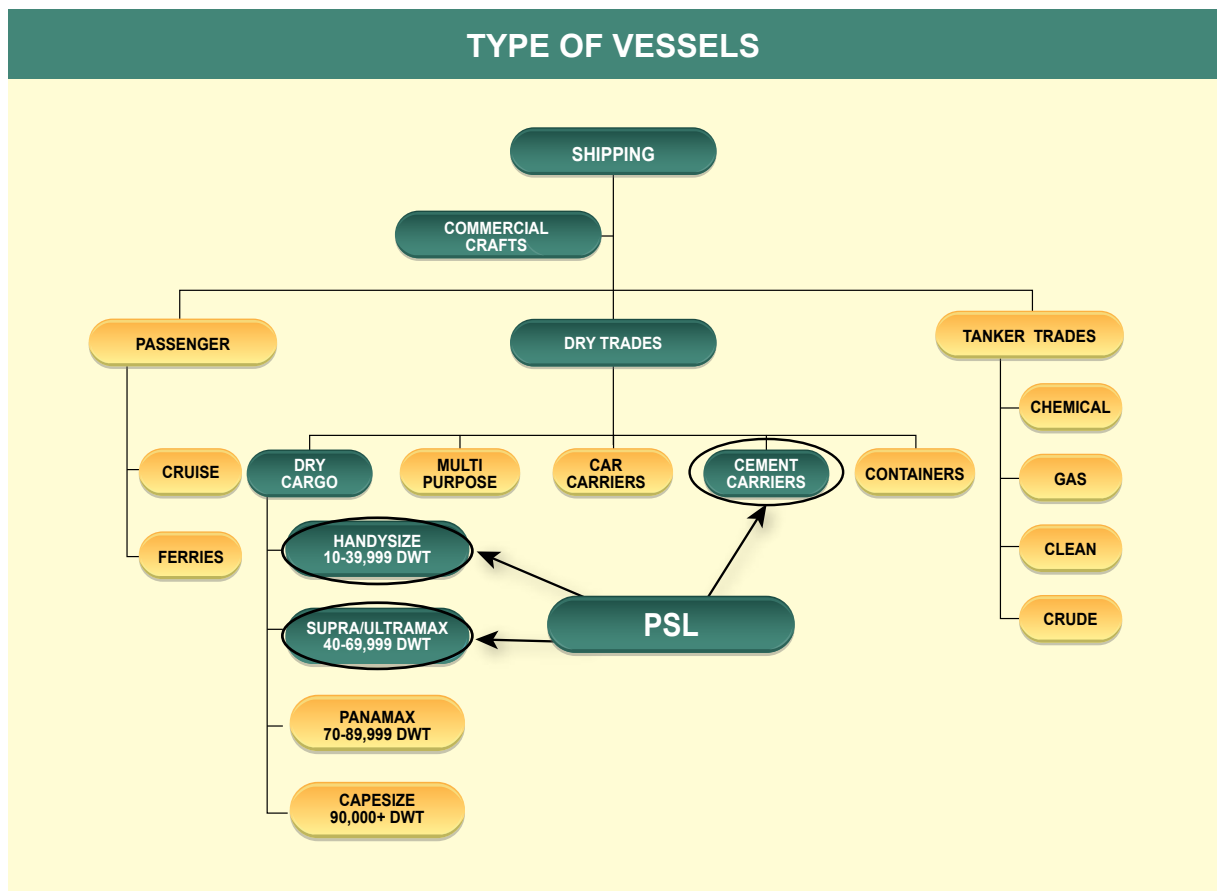 TYPE OF VESSELS
SHIPPING
COMMERCIAL
CRAFTS
PASSENGER
DRY TRADES
TANKER TRADES
CRUISE
FERRIES
DRY
CARGO
MULTI
PURPOSE
CAR
CARRIERS
CEMENT
CARRIERS
CONTAINERS
HANDYSIZE
10-39,999 DWT
SUPRA/ULTRAMAX
40-69,999 DWT
PANAMAX
70-89,999 DWT
CAPESIZE
90,000+ DWT
PSL
CHEMICAL
GAS
CLEAN
CRUDE